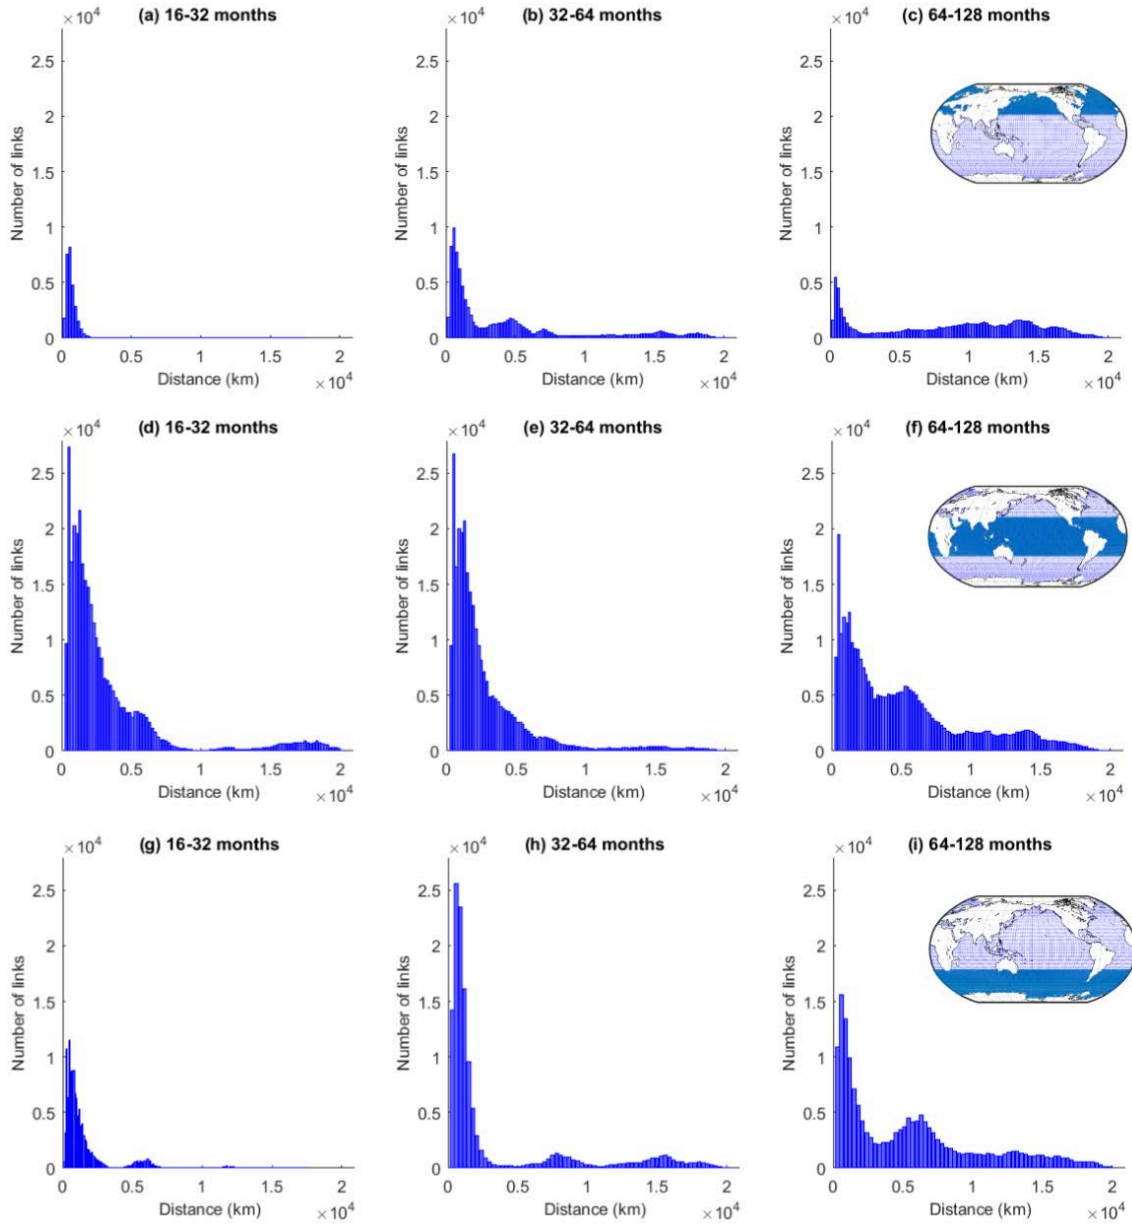 ×10⁴
(a) 16-32 months
2.5
2
1.5
1
0.5
0
Number of links
0 0.5 1 1.5 2
Distance (km)
×10⁴
×10⁴
(b) 32-64 months
2.5
2
1.5
1
0.5
0
Number of links
0 0.5 1 1.5 2
Distance (km)
×10⁴
×10⁴
(c) 64-128 months
2.5
2
1.5
1
0.5
0
Number of links
0 0.5 1 1.5 2
Distance (km)
×10⁴
×10⁴
(d) 16-32 months
2.5
2
1.5
1
0.5
0
Number of links
0 0.5 1 1.5 2
Distance (km)
×10⁴
×10⁴
(e) 32-64 months
2.5
2
1.5
1
0.5
0
Number of links
0 0.5 1 1.5 2
Distance (km)
×10⁴
×10⁴
(f) 64-128 months
2.5
2
1.5
1
0.5
0
Number of links
0 0.5 1 1.5 2
Distance (km)
×10⁴
×10⁴
(g) 16-32 months
2.5
2
1.5
1
0.5
0
Number of links
0 0.5 1 1.5 2
Distance (km)
×10⁴
×10⁴
(h) 32-64 months
2.5
2
1.5
1
0.5
0
Number of links
0 0.5 1 1.5 2
Distance (km)
×10⁴
×10⁴
(i) 64-128 months
2.5
2
1.5
1
0.5
0
Number of links
0 0.5 1 1.5 2
Distance (km)
×10⁴